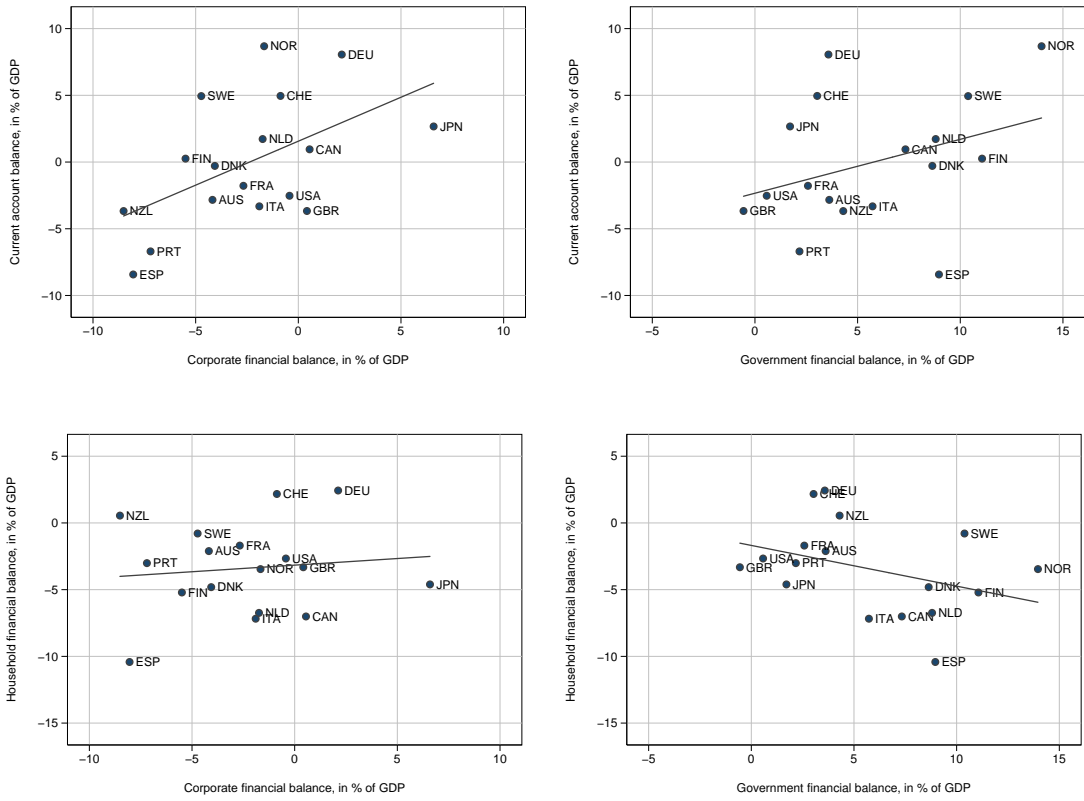 10
5
0
−5
−10
Current account balance, in % of GDP
NOR
DEU
SWE
CHE
JPN
NLD
CAN
FIN
DNK
FRA
USA
AUS
ITA
GBR
NZL
PRT
ESP
−10 −5 0 5 10
Corporate financial balance, in % of GDP
10
5
0
−5
−10
Current account balance, in % of GDP
NOR
DEU
CHE
SWE
JPN
NLD
CAN
FIN
DNK
FRA
USA
AUS
ITA
GBR
NZL
PRT
ESP
−5 0 5 10 15
Government financial balance, in % of GDP
5
0
−5
−10
−15
Household financial balance, in % of GDP
CHE
DEU
NZL
SWE
FRA
AUS
USA
PRT
NOR
GBR
DNK
JPN
FIN
NLD
ITA
CAN
ESP
−10 −5 0 5 10
Corporate financial balance, in % of GDP
5
0
−5
−10
−15
Household financial balance, in % of GDP
DEU
CHE
NZL
SWE
FRA
AUS
USA
PRT
GBR
NOR
JPN
DNK
FIN
NLD
CAN
ITA
ESP
−5 0 5 10 15
Government financial balance, in % of GDP